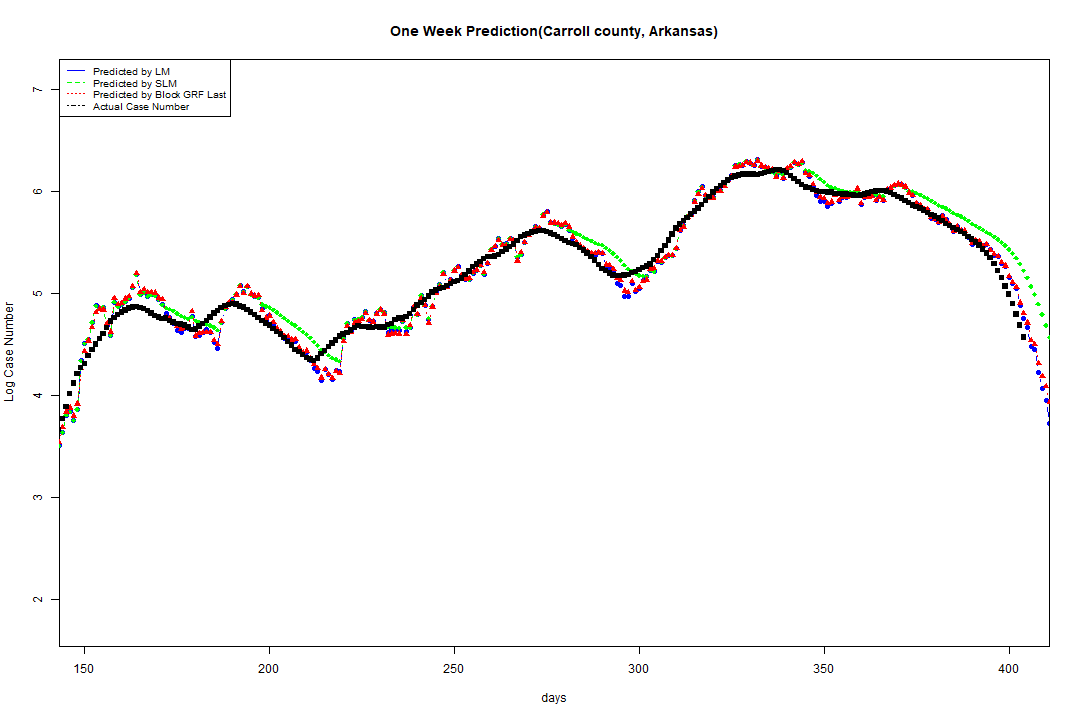 One Week Prediction(Carroll county, Arkansas)
Predicted by LM
Predicted by SLM
Predicted by Block GRF Last
Actual Case Number
7
6
5
4
3
2
Log Case Number
150 200 250 300 350 400
days